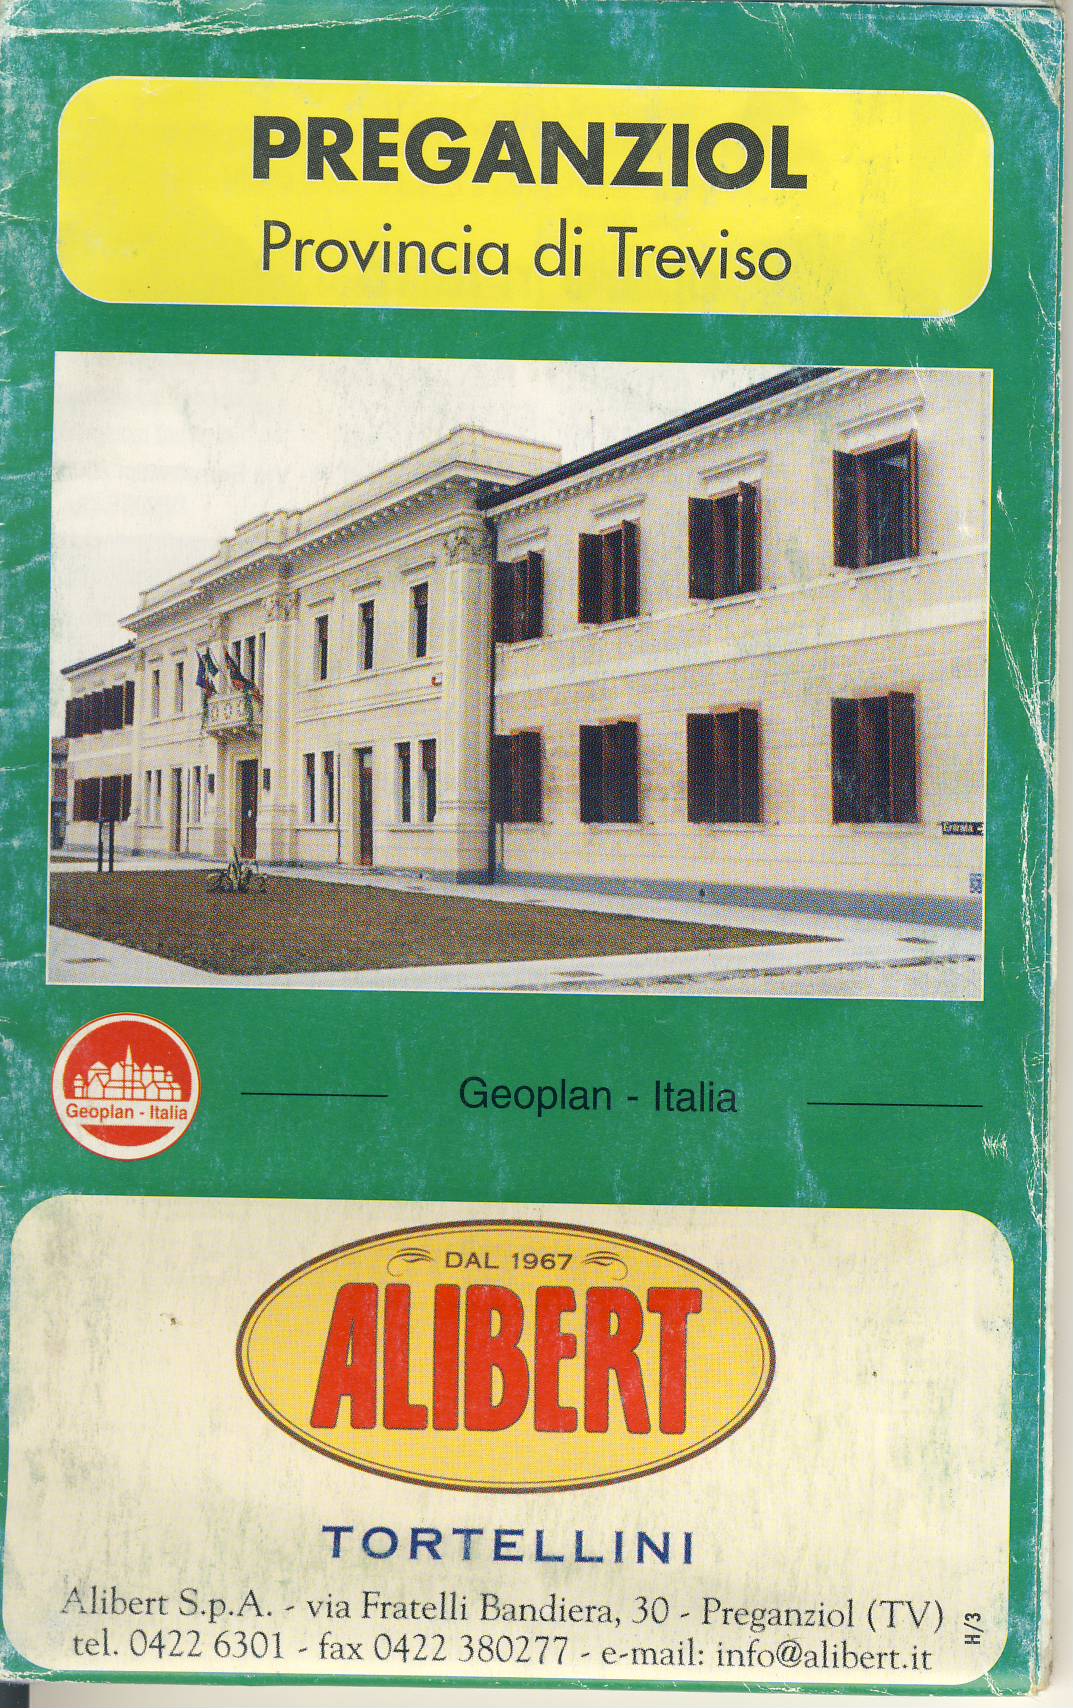 PREGANZIOL
Provincia di Treviso
Entrata
Geoplan - Italia
Geoplan - Italia
DAL 1967
ALIBERT
TORTELLINI
Alibert S.p.A. - via Fratelli Bandiera, 30 - Preganziol (TV)
tel. 0422 6301 - fax 0422 380277 - e-mail: info@alibert.it
H/3